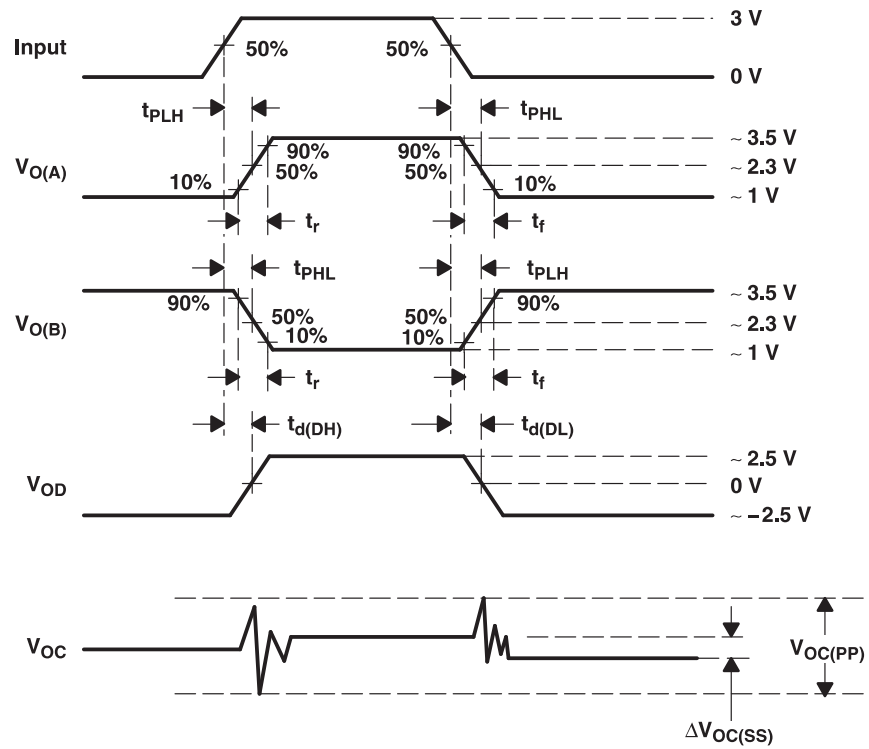 3 V
Input 50% 50%
0 V
tPLH tPHL
~ 3.5 V
90% 90%
VO(A) 50% 50% ~ 2.3 V
10% 10% ~ 1 V
tr tf
tPHL tPLH
90% 90% ~ 3.5 V
VO(B) 50% 50% ~ 2.3 V
10% 10% ~ 1 V
tr tf
td(DH) td(DL)
~ 2.5 V
VOD 0 V
~ –2.5 V
VOC VOC(PP)
ΔVOC(SS)